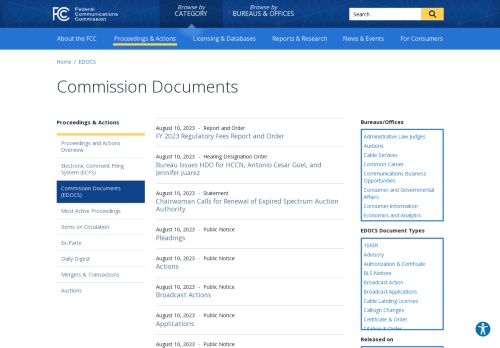 FCC Federal Communications Commission
Browse by CATEGORY
Browse by BUREAUS & OFFICES
Search
About the FCC
Proceedings & Actions
Licensing & Databases
Reports & Research
News & Events
For Consumers
Home / EDOCS
Commission Documents
Proceedings & Actions
Proceedings and Actions
Overview
Electronic Comment Filing
System (ECFS)
Commission Documents
(EDOCS)
Most Active Proceedings
Items on Circulation
Ex-Parte
Daily Digest
Mergers & Transactions
Auctions
August 10, 2023 - Report and Order
FY 2023 Regulatory Fees Report and Order
August 10, 2023 - Hearing Designation Order
Bureau Issues HDO for HCCN, Antonio Cesar Guel, and
Jennifer Juarez
August 10, 2023 - Statement
Chairwoman Calls for Renewal of Expired Spectrum Auction
Authority
August 10, 2023 - Public Notice
Pleadings
August 10, 2023 - Public Notice
Actions
August 10, 2023 - Public Notice
Broadcast Actions
August 10, 2023 - Public Notice
Applications
August 10, 2023 - Public Notice
Bureaus/Offices
Administrative Law Judges
Auctions
Cable Services
Common Carrier
Communications Business
Opportunities
Consumer and Governmental
Affairs
Consumer Information
Economics and Analytics
EDOCS Document Types
106ER
Advisory
Authorization & Certificate
BLS Notices
Broadcast Action
Broadcast Applications
Cable Landing Licenses
Callsign Changes
Certificate & Order
Citation & Order
Released on